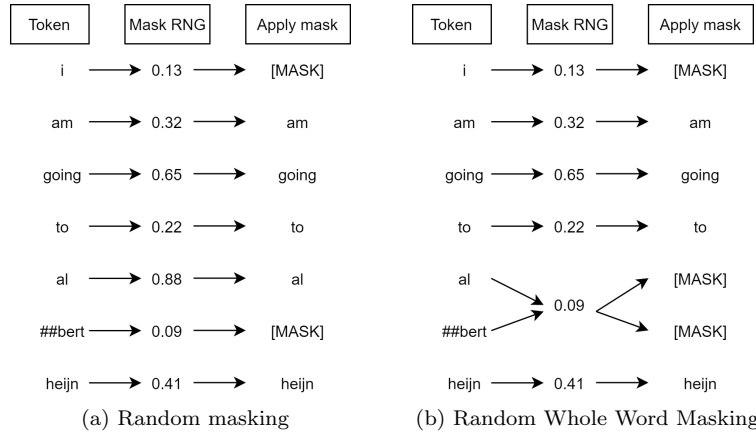 Token Mask RNG Apply mask Token Mask RNG Apply mask
i 0.13 [MASK] i 0.13 [MASK]
am 0.32 am am 0.32 am
going 0.65 going going 0.65 going
to 0.22 to to 0.22 to
al 0.88 al al [MASK]
0.09
##bert 0.09 [MASK] ##bert [MASK]
heijn 0.41 heijn heijn 0.41 heijn
(a) Random masking (b) Random Whole Word Masking